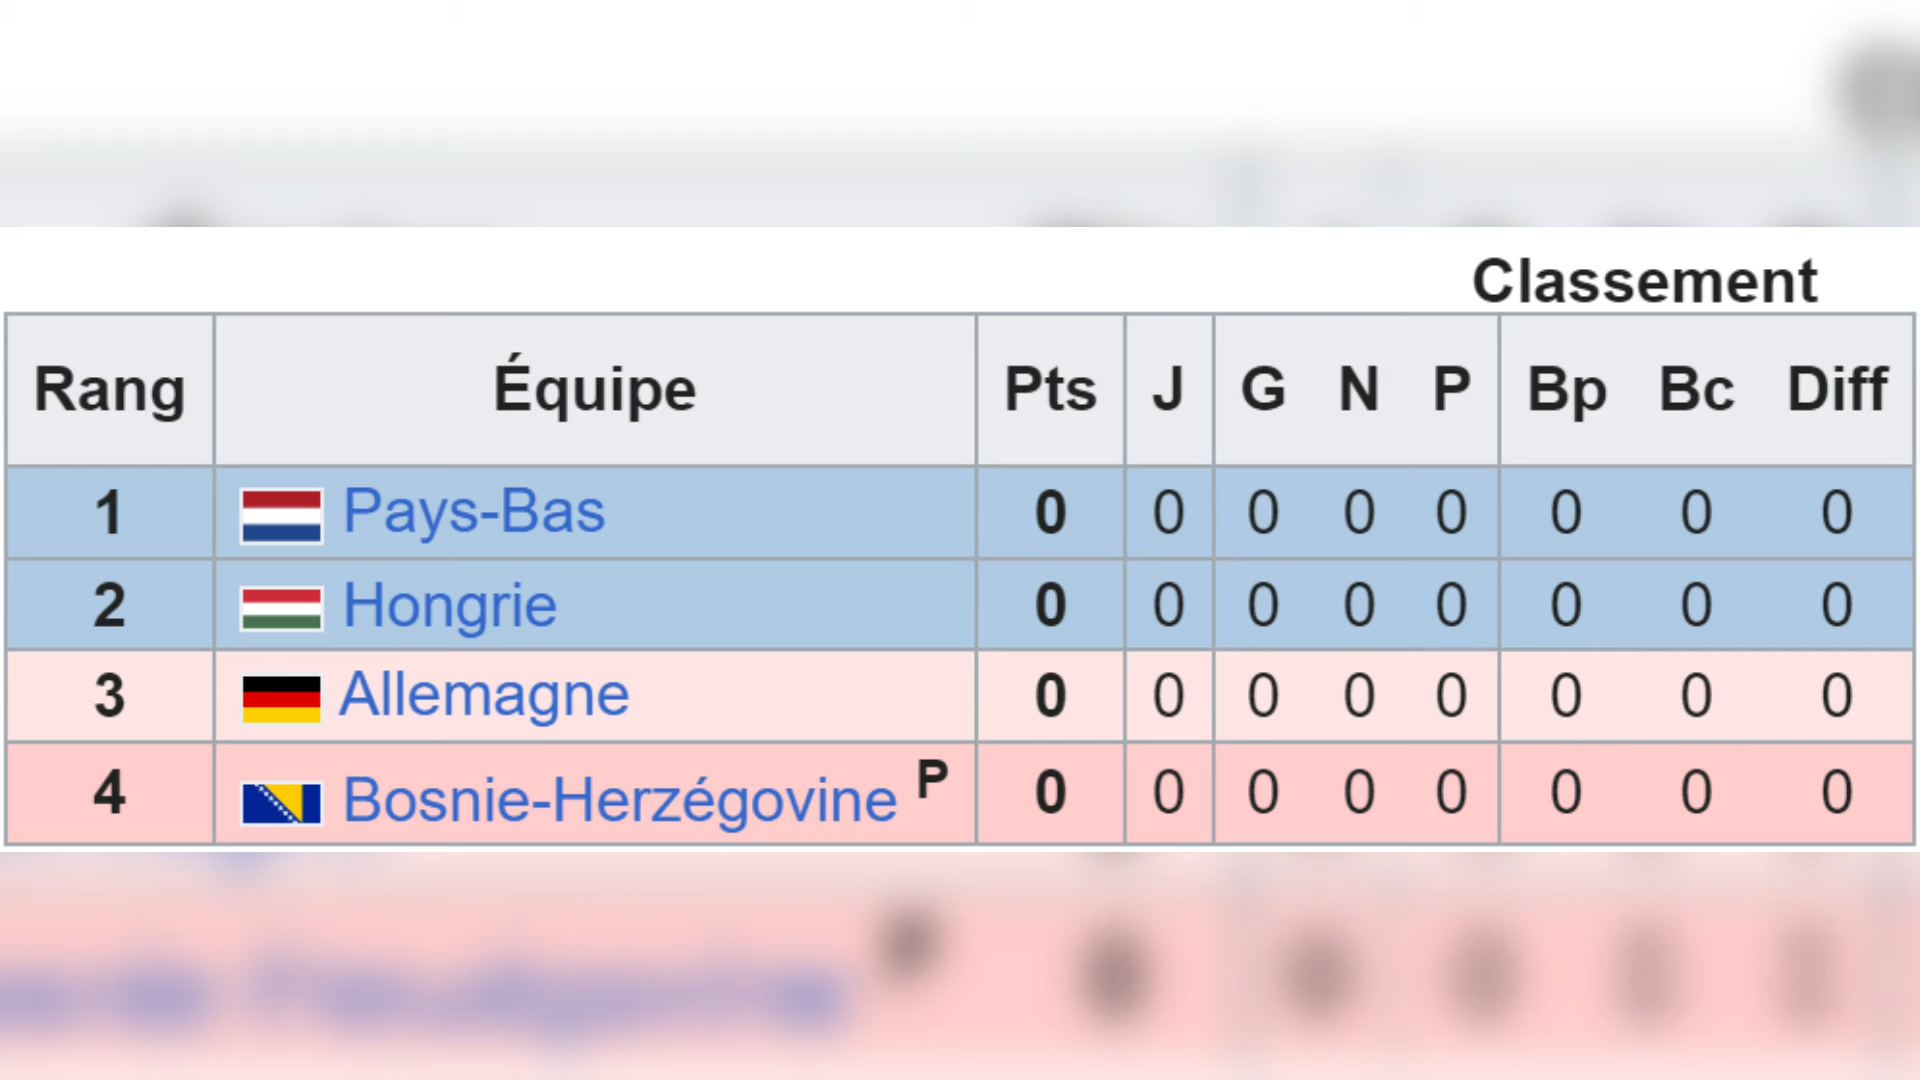 Classement
Rang Équipe Pts J G N P Bp Bc Diff
1 Pays-Bas 0 0 0 0 0 0 0 0
2 Hongrie 0 0 0 0 0 0 0 0
3 Allemagne 0 0 0 0 0 0 0 0
4 Bosnie-Herzégovine P 0 0 0 0 0 0 0 0